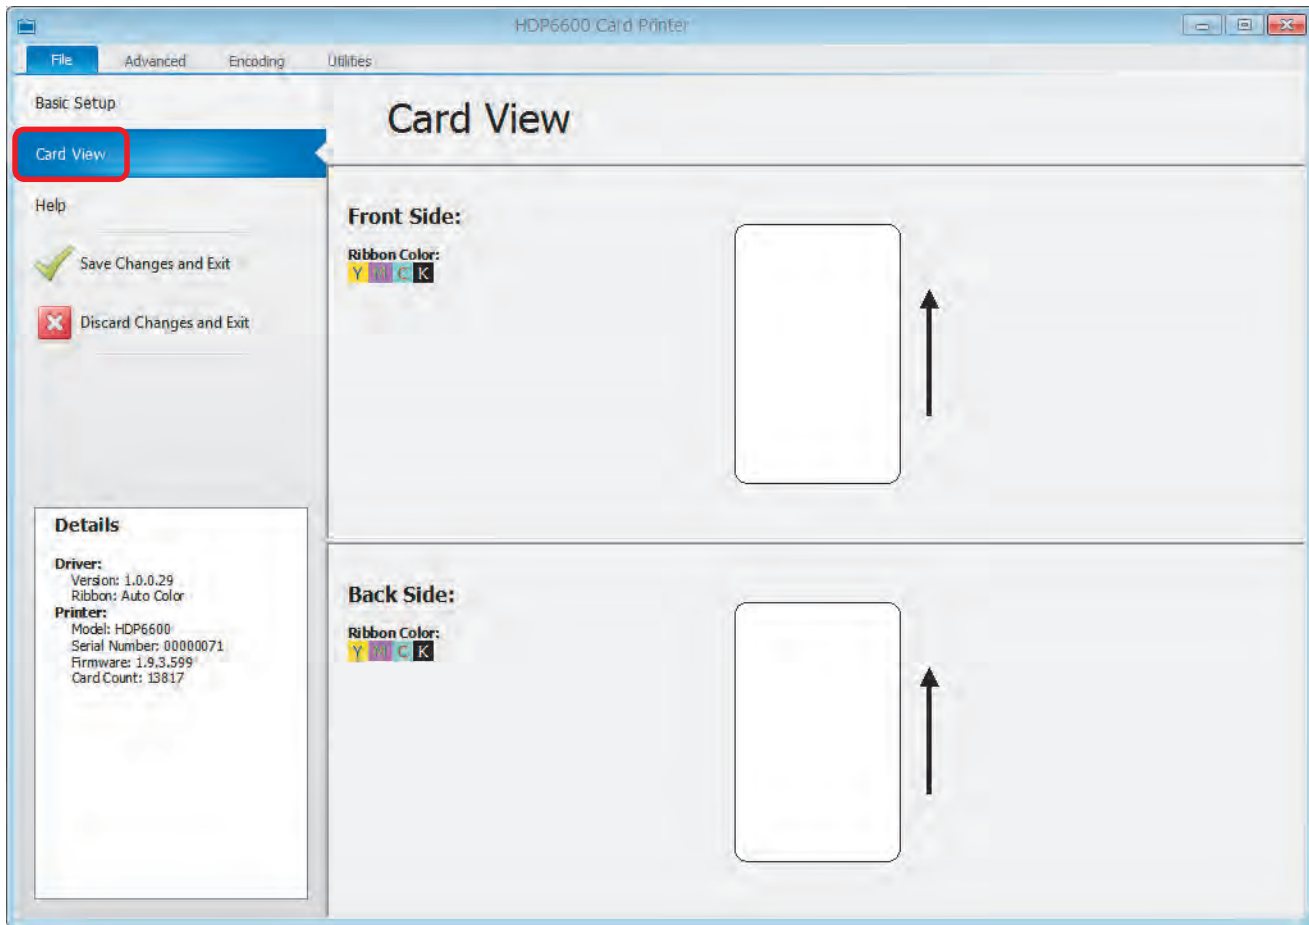 HDP6600 Card Printer
File Advanced Encoding Utilities
Basic Setup
Card View
Help
Save Changes and Exit
Discard Changes and Exit
Details
Driver:
Version: 1.0.0.29
Ribbon: Auto Color
Printer:
Model: HDP6600
Serial Number: 00000071
Firmware: 1.9.3.599
Card Count: 13817
Card View
Front Side:
Ribbon Color:
Y M C K
Back Side:
Ribbon Color:
Y M C K